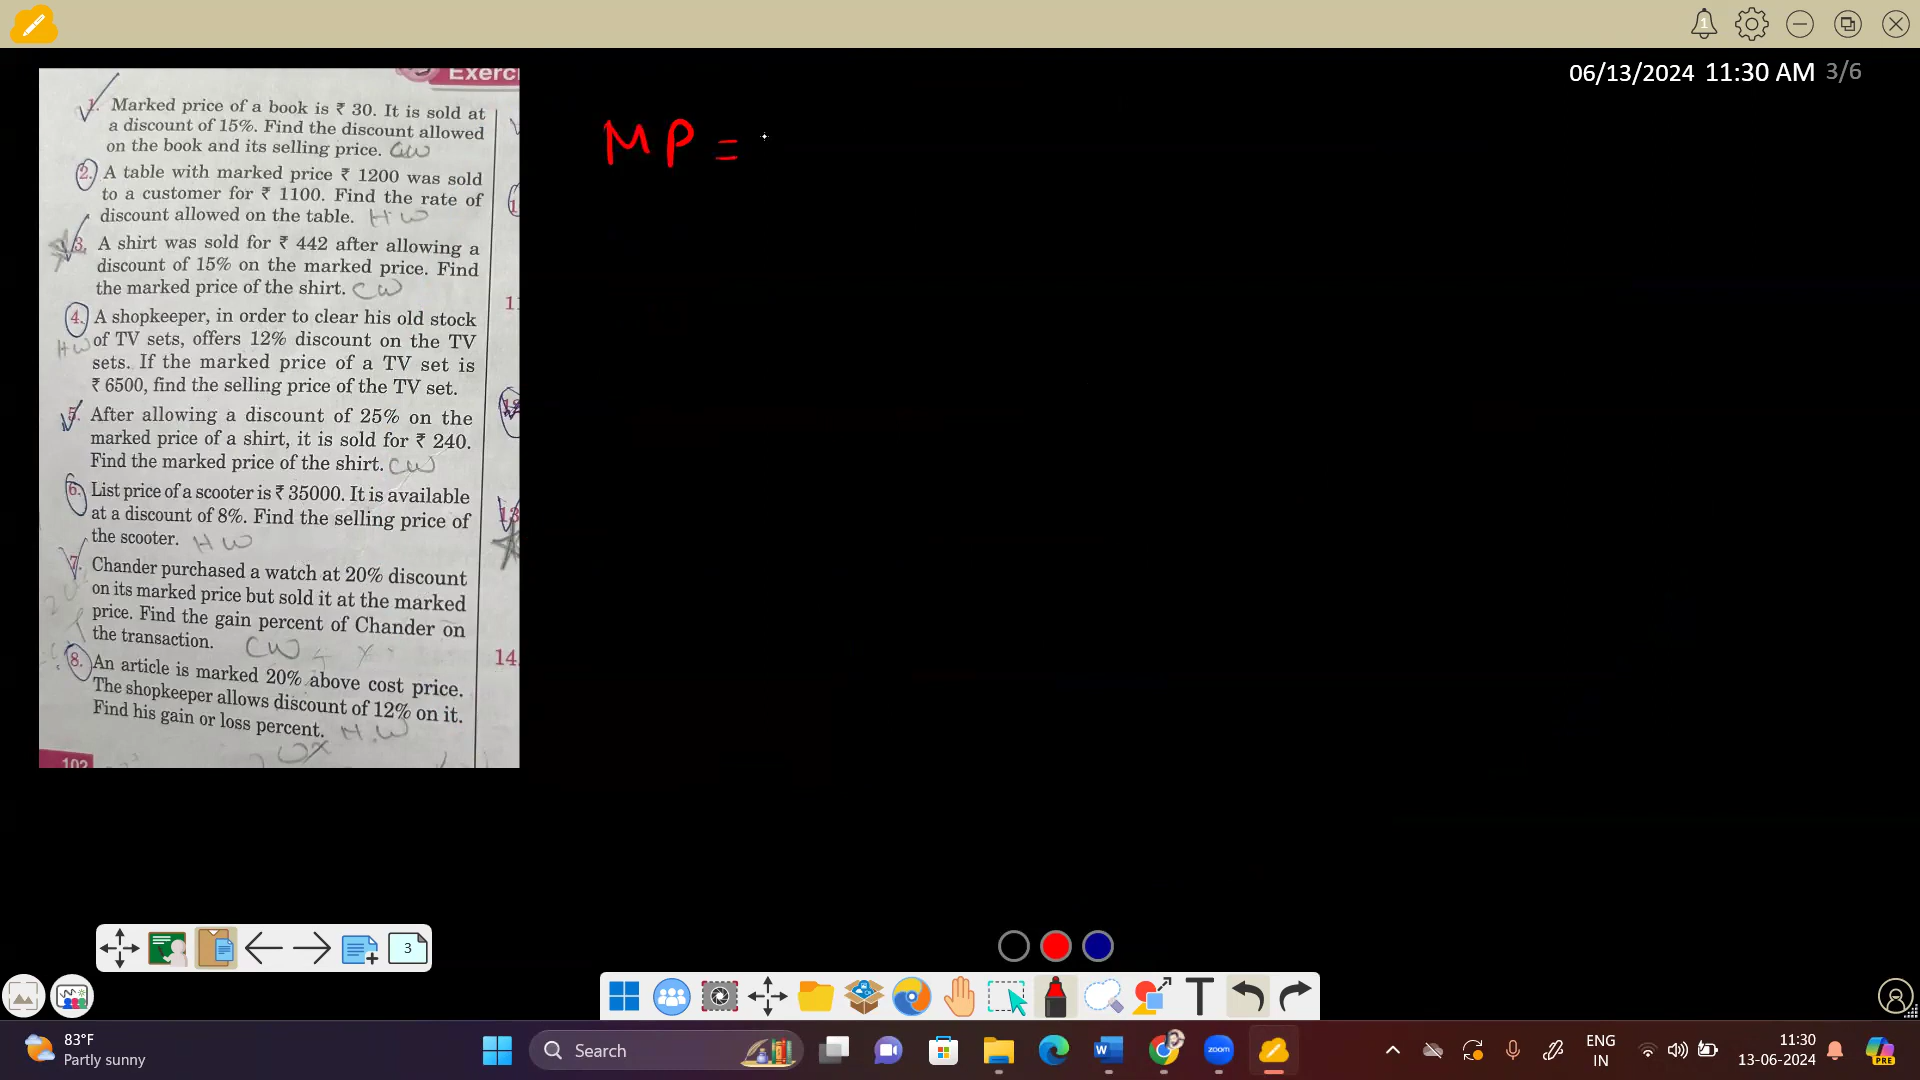 06/13/2024 11:30 AM 3/6
Exerci
1. Marked price of a book is ₹ 30. It is sold at
a discount of 15%. Find the discount allowed
on the book and its selling price. CW
2. A table with marked price ₹ 1200 was sold
to a customer for ₹ 1100. Find the rate of
discount allowed on the table. HW
3. A shirt was sold for ₹ 442 after allowing a
discount of 15% on the marked price. Find
the marked price of the shirt. CW
4. A shopkeeper, in order to clear his old stock
HW of TV sets, offers 12% discount on the TV
sets. If the marked price of a TV set is
₹ 6500, find the selling price of the TV set.
5. After allowing a discount of 25% on the
marked price of a shirt, it is sold for ₹ 240.
Find the marked price of the shirt. CW
6. List price of a scooter is ₹ 35000. It is available
at a discount of 8%. Find the selling price of
the scooter. HW
7. Chander purchased a watch at 20% discount
on its marked price but sold it at the marked
price. Find the gain percent of Chander on
the transaction. CW
8. An article is marked 20% above cost price.
The shopkeeper allows discount of 12% on it.
Find his gain or loss percent. H.W
102
11
13
14.
MP =
3
83°F
Partly sunny
Search
zoom
ENG
IN
11:30
13-06-2024
PRE